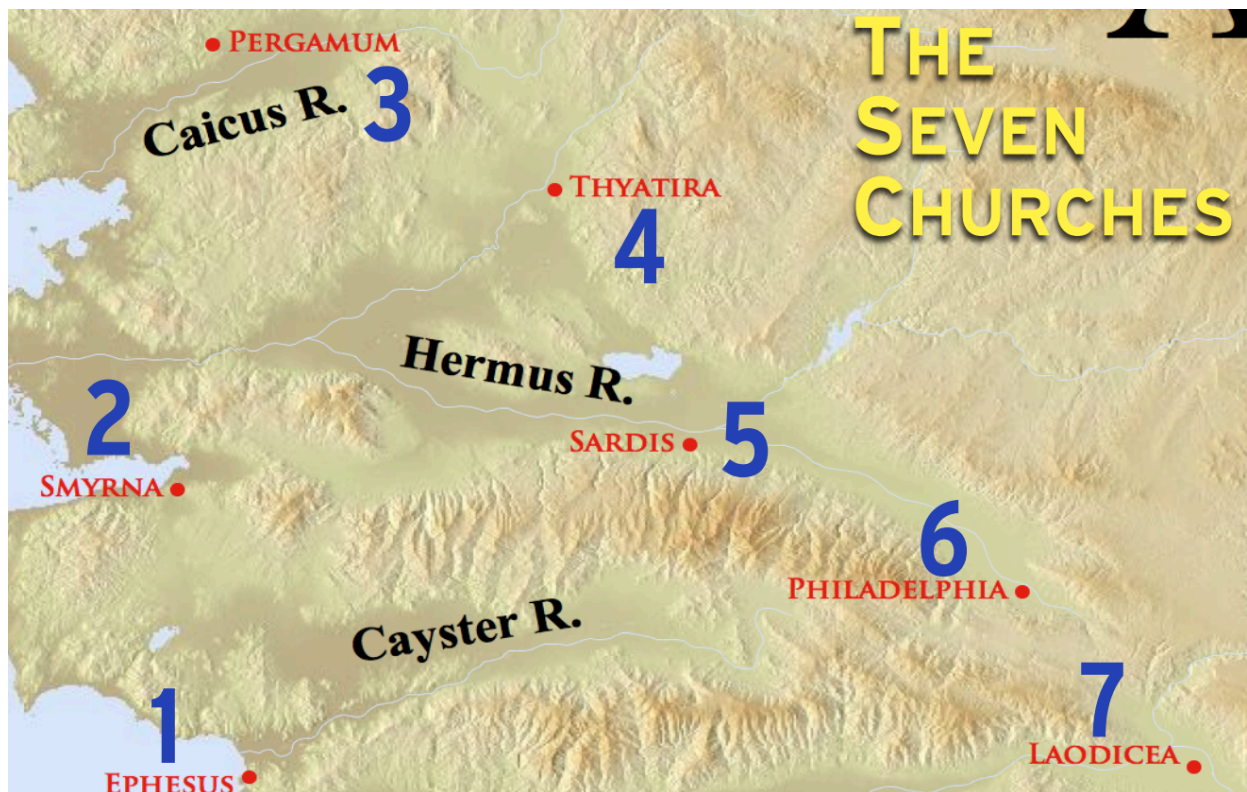 THE
SEVEN
CHURCHES
PERGAMUM
3
Caicus R.
THYATIRA
4
Hermus R.
2
5
SARDIS
SMYRNA
6
PHILADELPHIA
Cayster R.
1
7
LAODICEA
EPHESUS